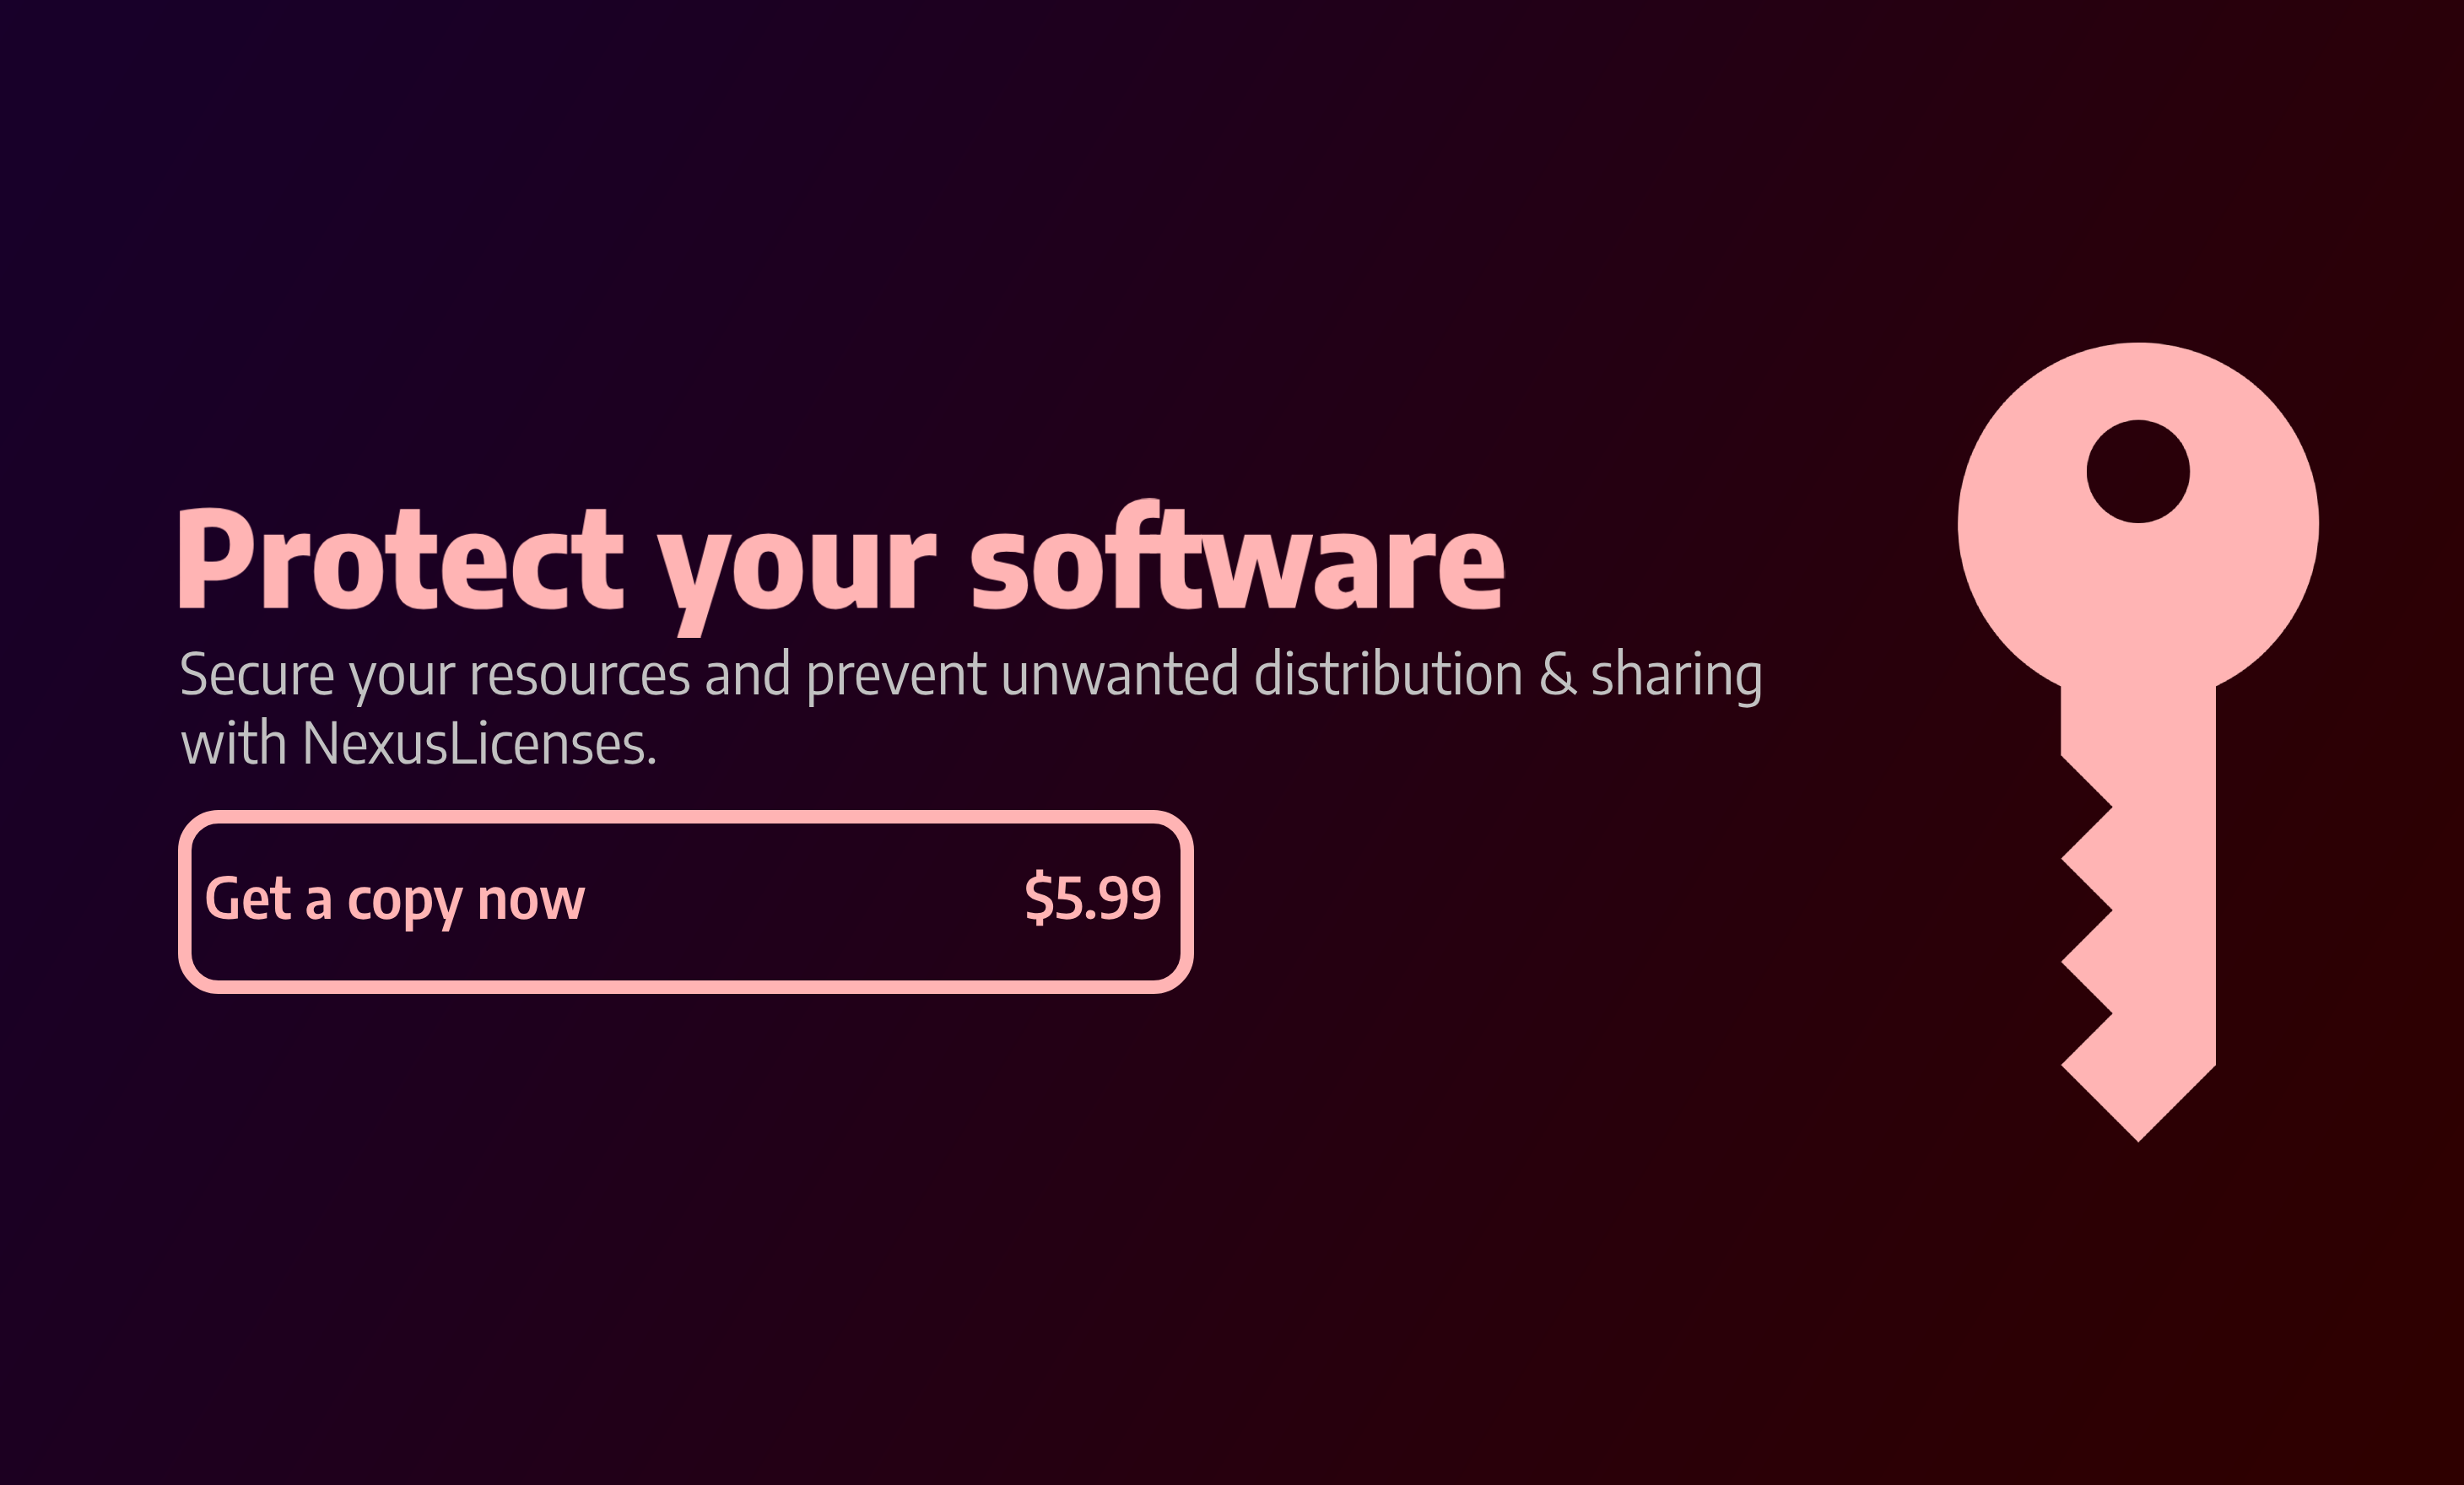 Protect your software
Secure your resources and prevent unwanted distribution & sharing
with NexusLicenses.
Get a copy now $5.99